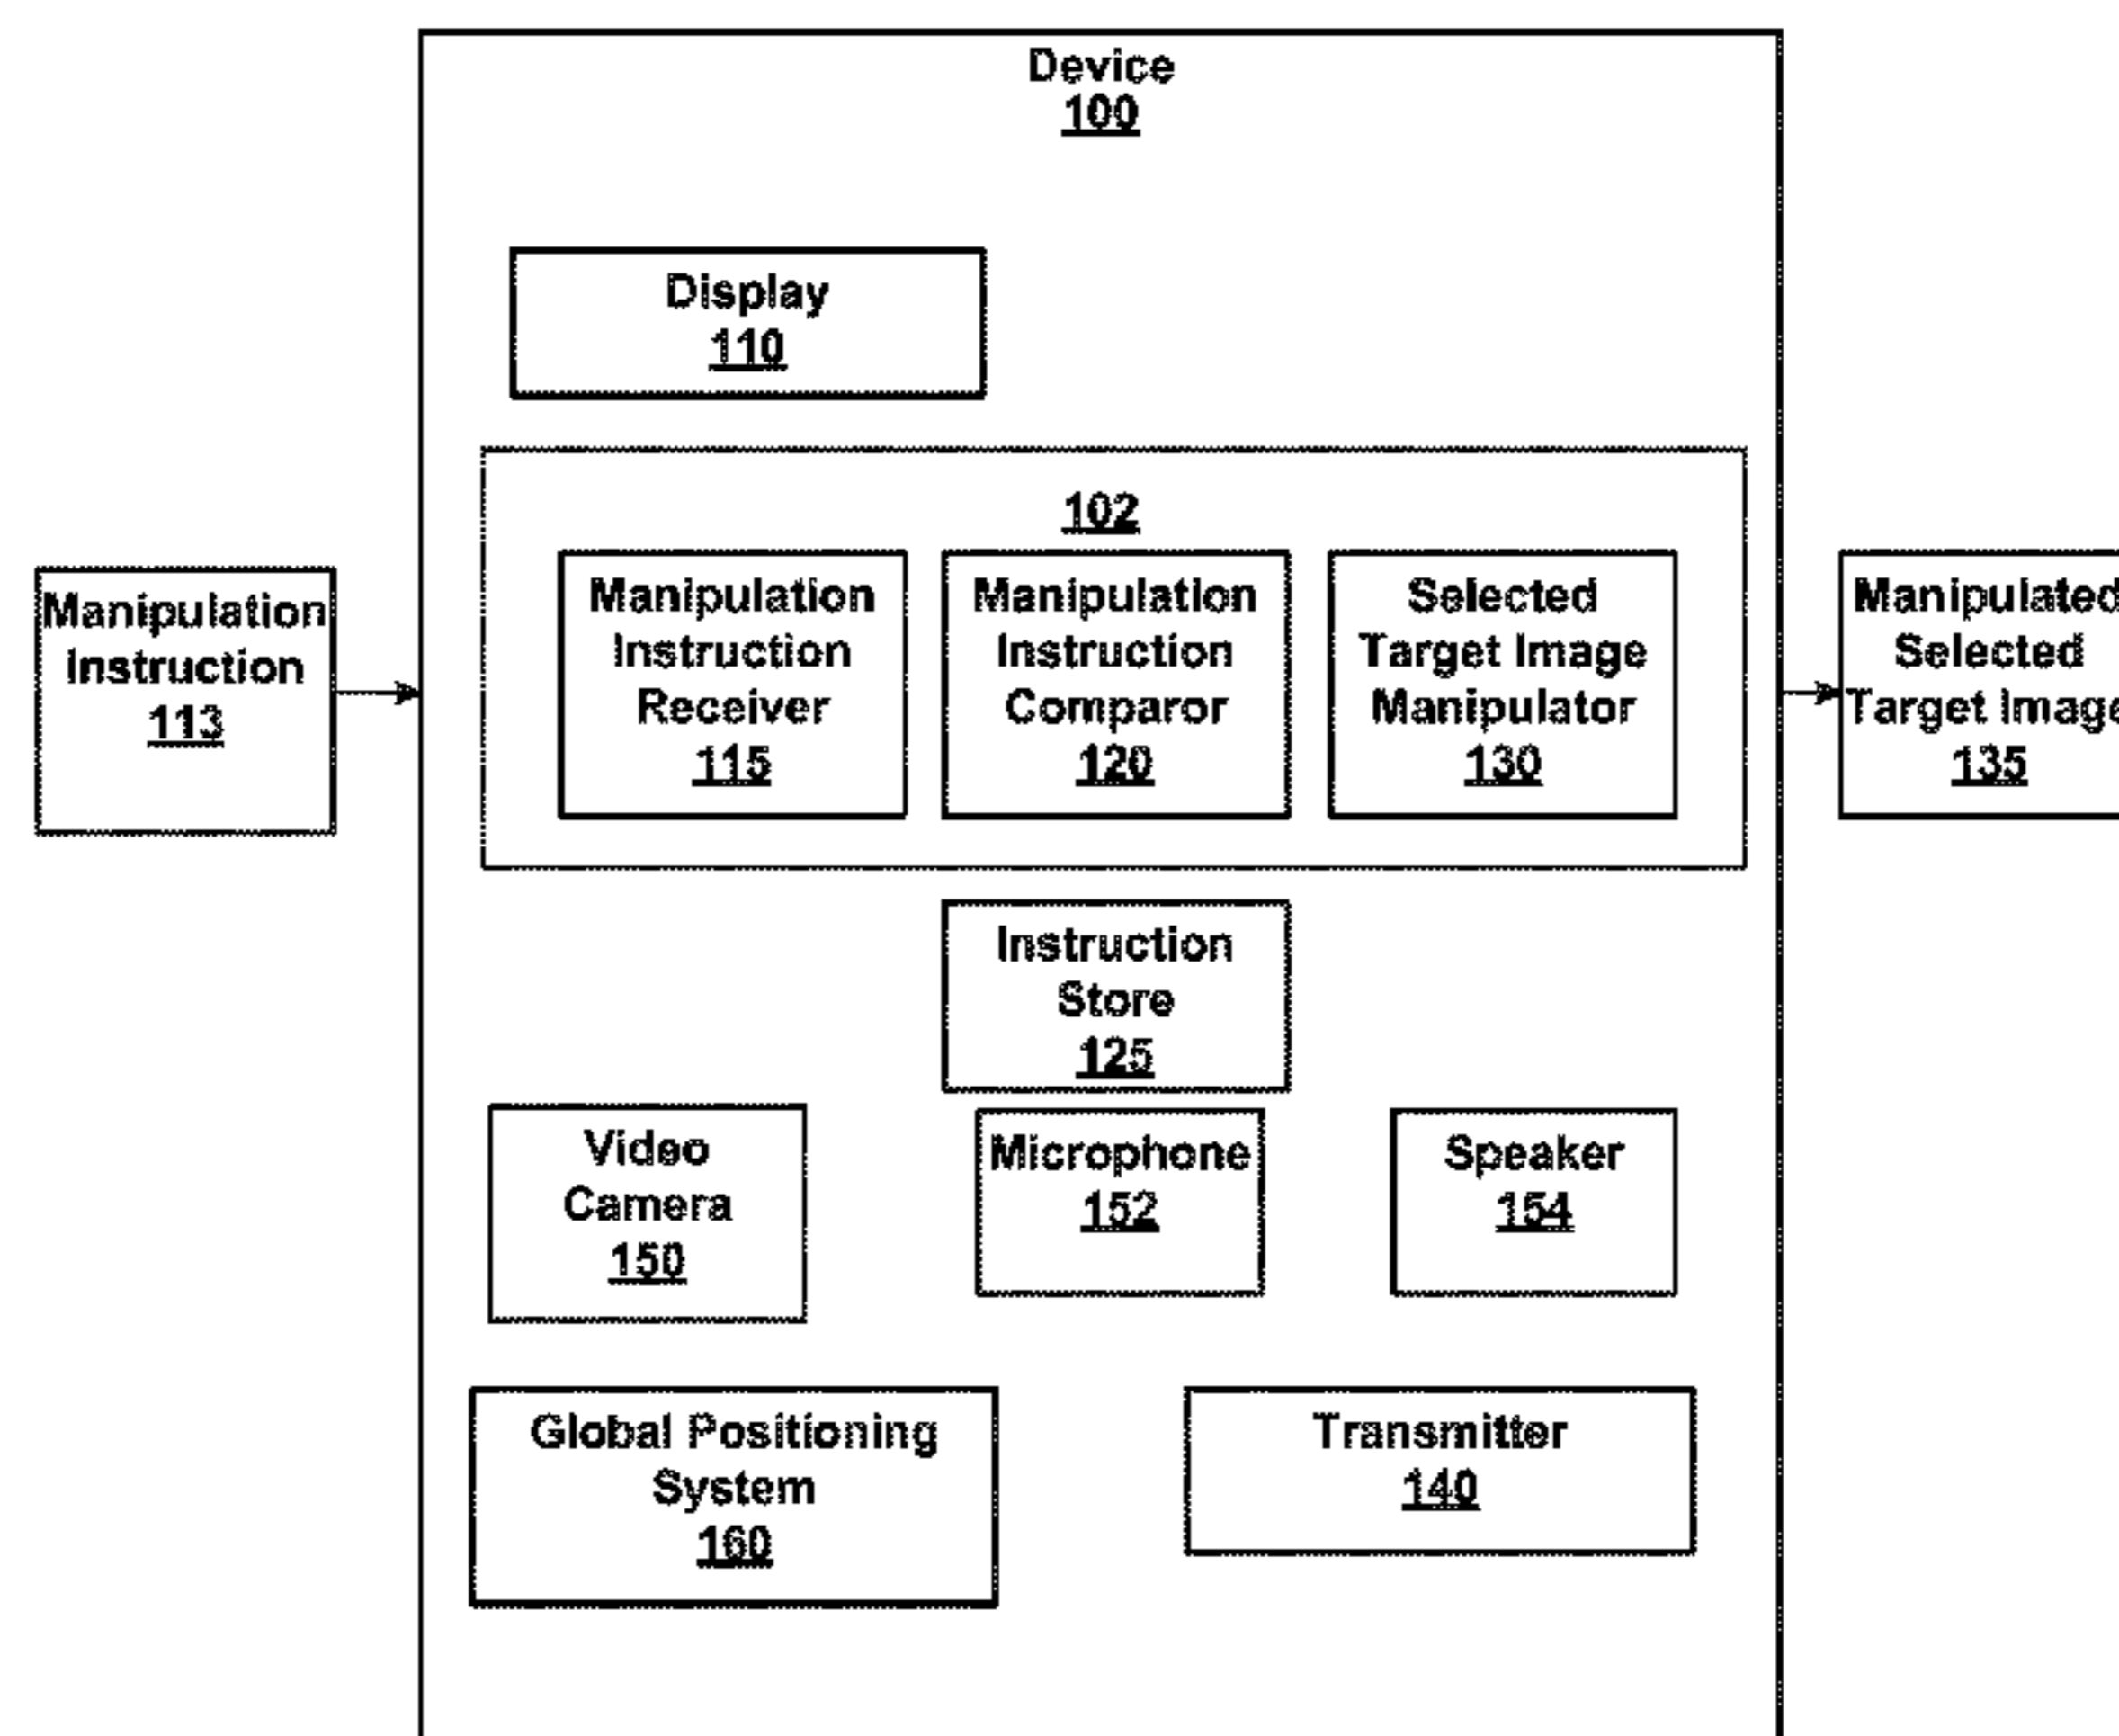 Device
100
Display
110
102
Manipulation
Instruction
113
Manipulation
Instruction
Receiver
115
Manipulation
Instruction
Comparor
120
Selected
Target Image
Manipulator
130
Manipulated
Selected
Target Image
135
Instruction
Store
125
Video
Camera
150
Microphone
152
Speaker
154
Global Positioning
System
160
Transmitter
140